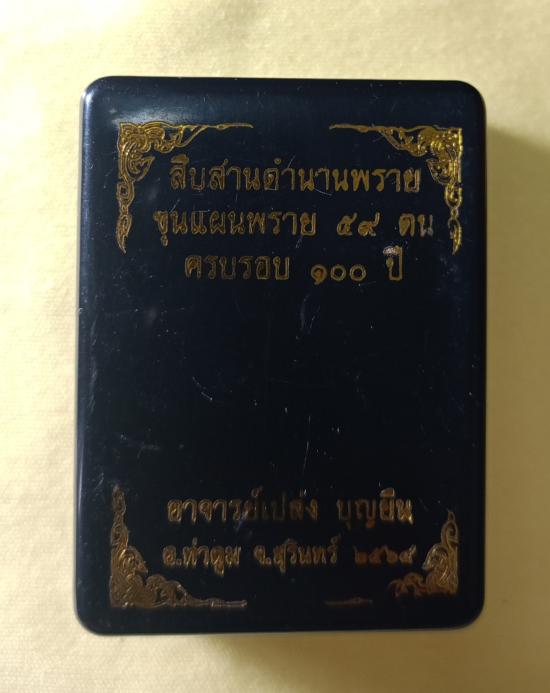 สืบสานตำนานพราย
ขุนแผนพราย ๕๙ ตน
ครบรอบ ๑๐๐ ปี
อาจารย์เปล่ง บุญยืน
อ.ท่าตูม จ.สุรินทร์ ๒๕๖๔